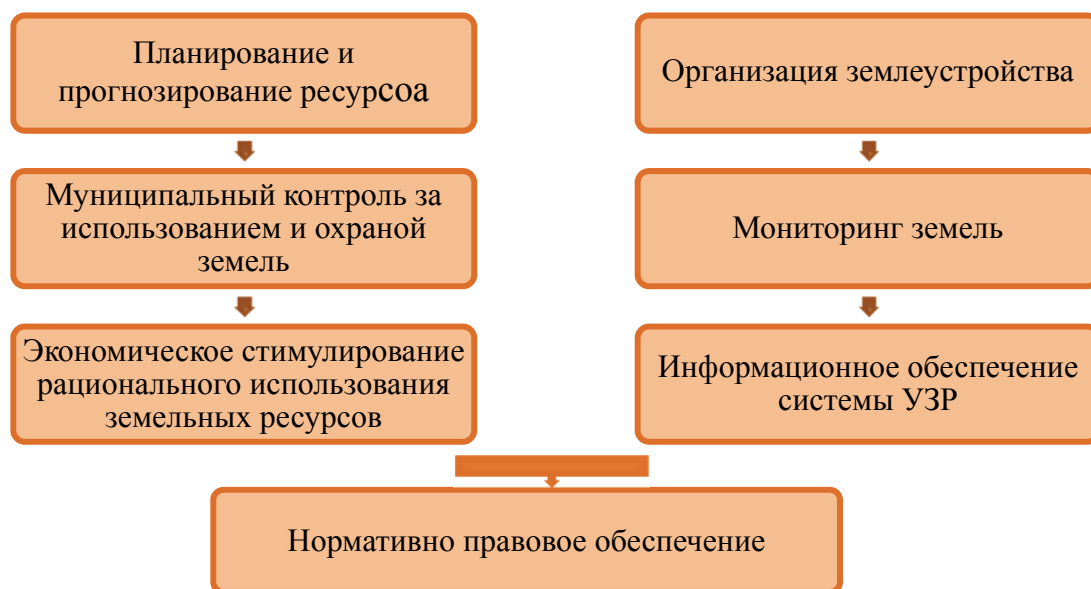 Планирование и
прогнозирование ресурсоа
Муниципальный контроль за
использованием и охраной
земель
Экономическое стимулирование
рационального использования
земельных ресурсов
Организация землеустройства
Мониторинг земель
Информационное обеспечение
системы УЗР
Нормативно правовое обеспечение